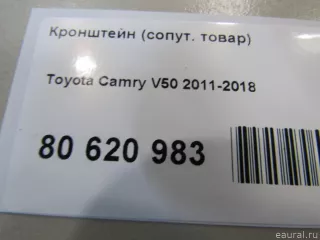 Кронштейн (сопут. товар)
Toyota Camry V50 2011-2018
80 620 983
eaural.ru